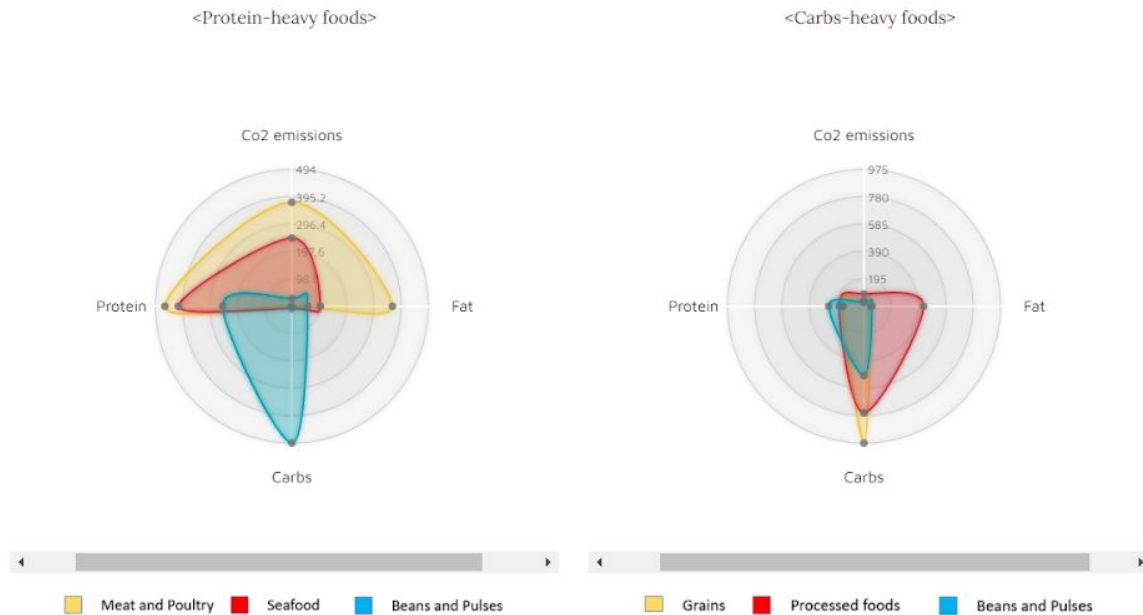 <Protein-heavy foods>
Co2 emissions
494
395.2
296.4
197.6
Protein
Fat
Carbs
Meat and Poultry
Seafood
Beans and Pulses
<Carbs-heavy foods>
Co2 emissions
975
780
585
390
195
Protein
Fat
Carbs
Grains
Processed foods
Beans and Pulses